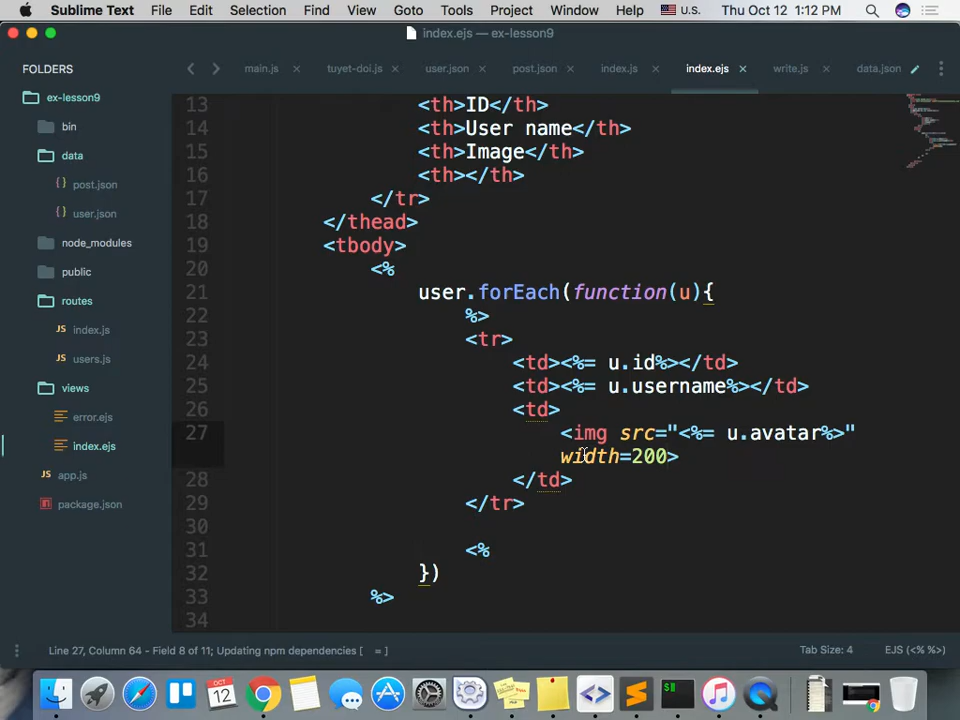 Sublime Text File Edit Selection Find View Goto Tools Project Window Help U.S. Thu Oct 12 1:12 PM
index.ejs — ex-lesson9
FOLDERS
ex-lesson9
bin
data
post.json
user.json
node_modules
public
routes
JS index.js
JS users.js
views
error.ejs
index.ejs
app.js
package.json
main.js × tuyet-doi.js × user.json × post.json × index.js × index.ejs × write.js × data.json
13 <th>ID</th>
14 <th>User name</th>
15 <th>Image</th>
16 <th></th>
17 </tr>
18 </thead>
19 <tbody>
20 <%
21 user.forEach(function(u){
22 %>
23 <tr>
24 <td><%= u.id%></td>
25 <td><%= u.username%></td>
26 <td>
27 <img src="<%= u.avatar%>"
width=200>
28 </td>
29 </tr>
30
31 <%
32 })
33 %>
34
Line 27, Column 64 - Field 8 of 11; Updating npm dependencies [ = ] Tab Size: 4 EJS (<% %>)
OCT
12
$